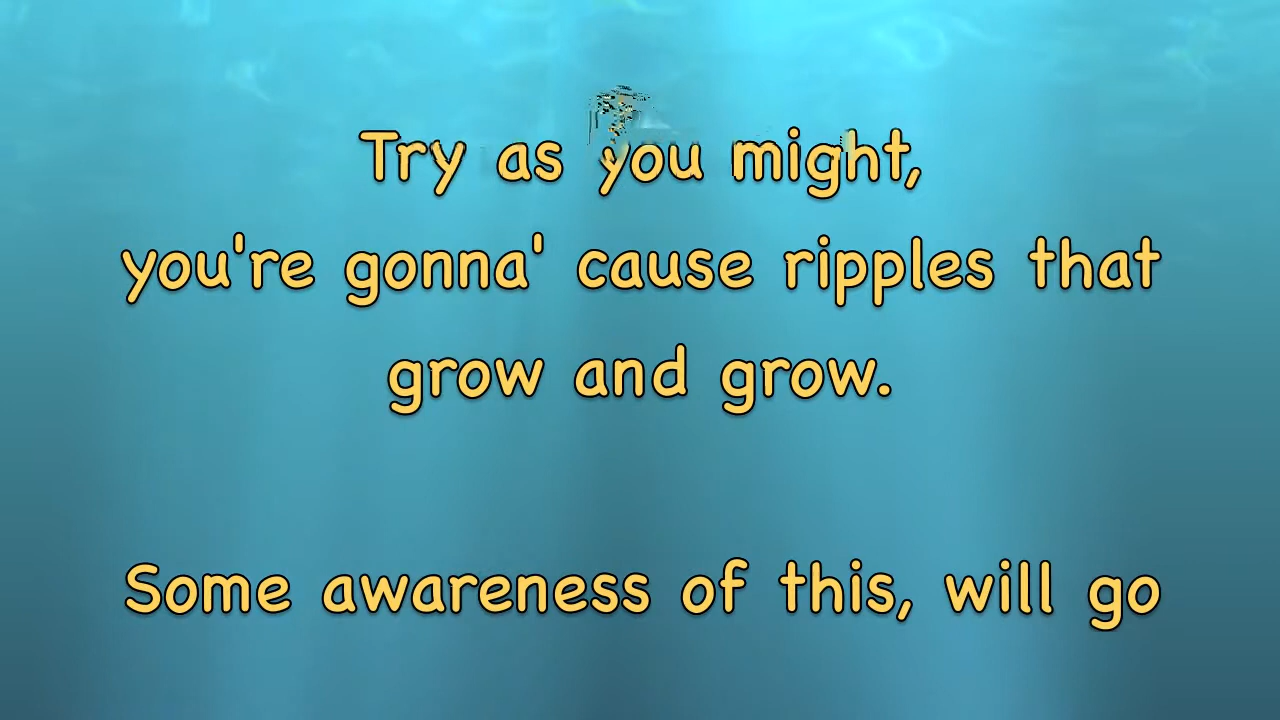 Try as you might,
you're gonna' cause ripples that
grow and grow.
Some awareness of this, will go